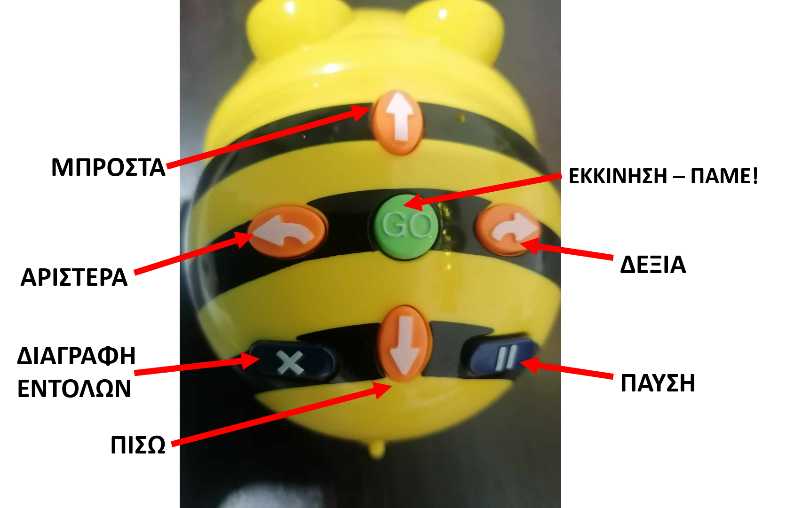 ΜΠΡΟΣΤΑ
ΕΚΚΙΝΗΣΗ – ΠΑΜΕ!
GO
ΑΡΙΣΤΕΡΑ
ΔΕΞΙΑ
ΔΙΑΓΡΑΦΗ
ΕΝΤΟΛΩΝ
ΠΑΥΣΗ
ΠΙΣΩ